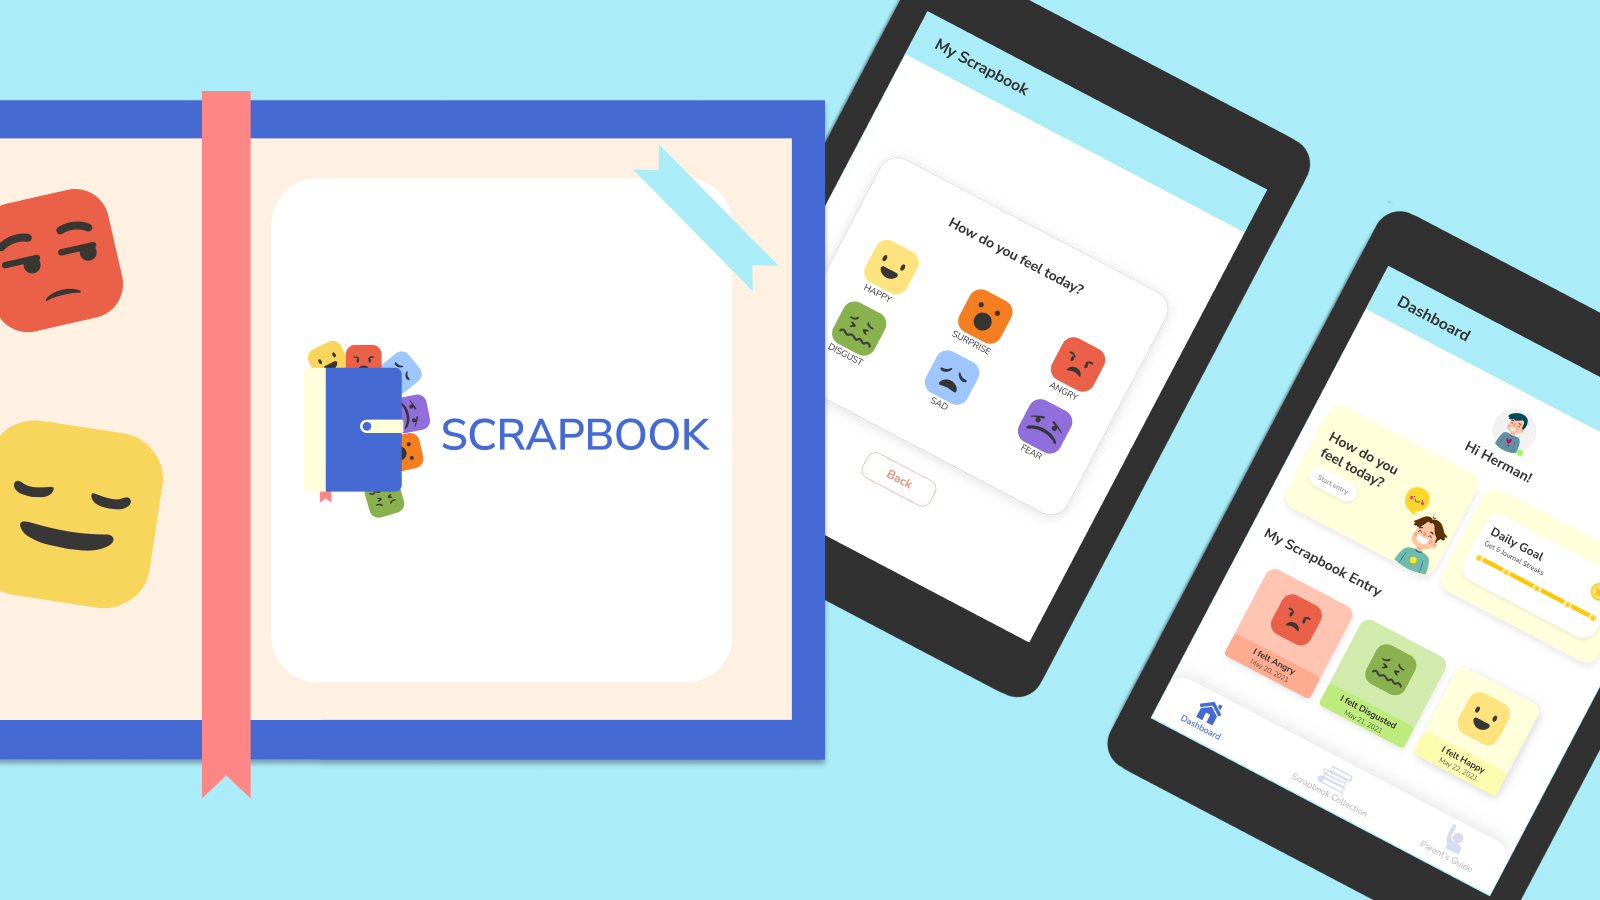 SCRAPBOOK
My Scrapbook
How do you feel today?
HAPPY
SURPRISE
ANGRY
DISGUST
SAD
FEAR
Back
Dashboard
Hi Herman!
How do you
feel today?
Start entry
Daily Goal
Get 5 Journal Streaks
My Scrapbook Entry
I felt Angry
May 20, 2021
I felt Disgusted
May 21, 2021
I felt Happy
May 22, 2021
Dashboard
Scrapbook Collection
Parent's Guide